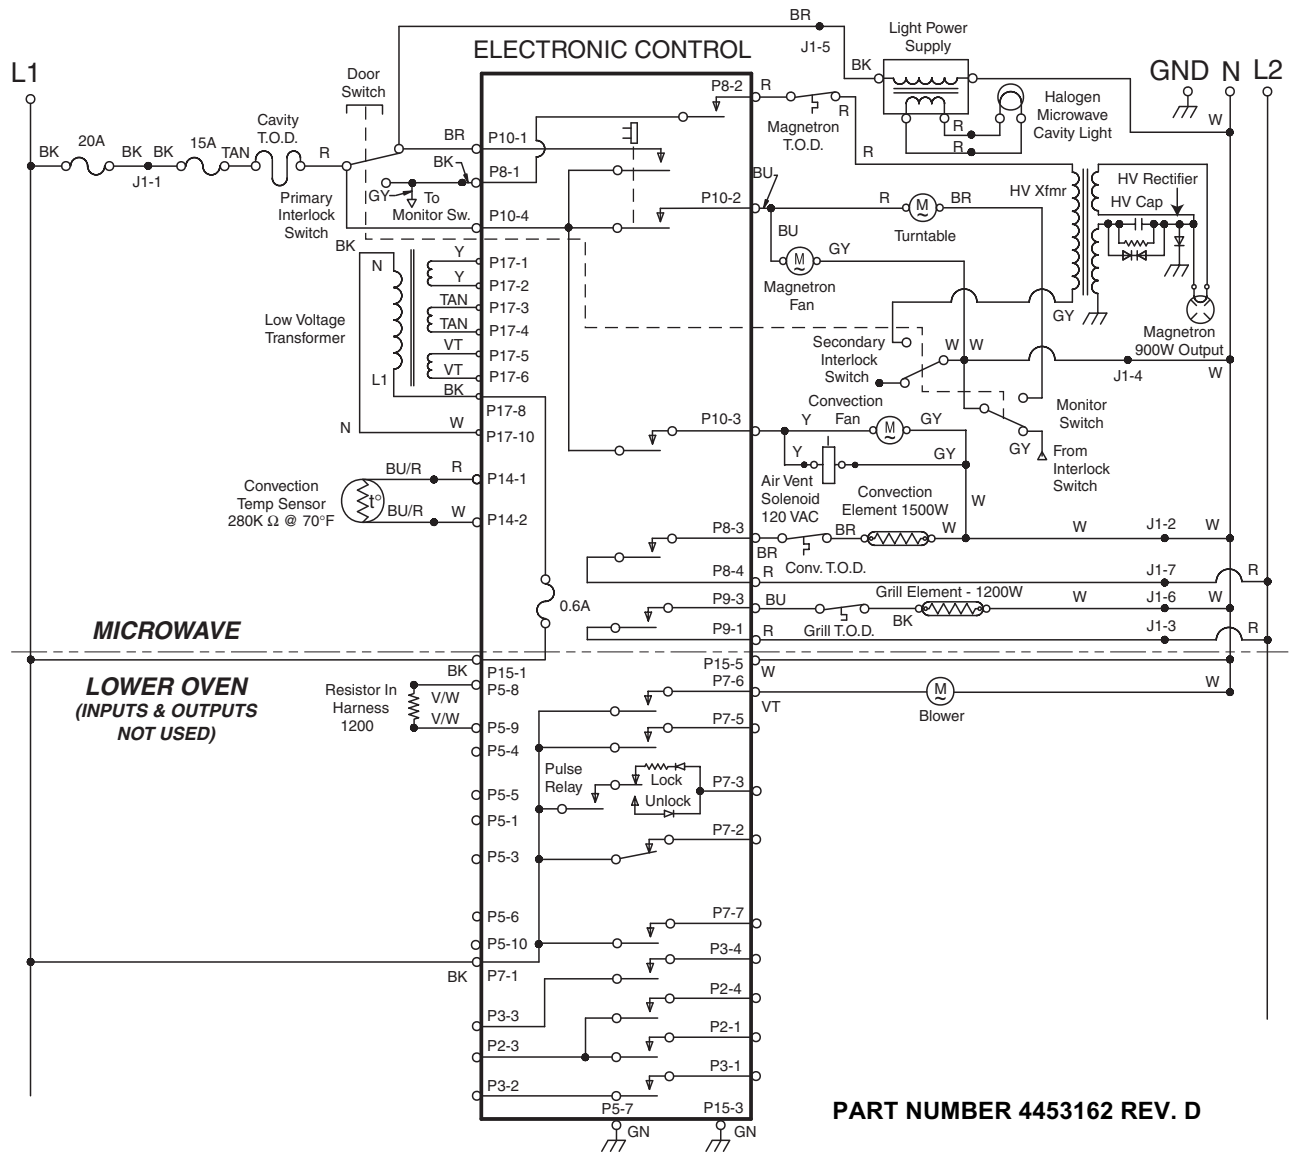 BR
J1-5
Light Power
Supply
ELECTRONIC CONTROL
L1
Door
Switch
BK
GND N L2
P8-2 R
R
Magnetron
T.O.D.
Halogen
Microwave
Cavity Light
R
R
W
Cavity
T.O.D.
BK 20A BK BK 15A TAN R
J1-1
BR P10-1
BK P8-1
GY To
Monitor Sw.
Primary
Interlock
Switch
P10-4
R
BU
P10-2
R BR
M
Turntable
HV Xfmr
HV Rectifier
HV Cap
BU
M
GY
Magnetron
Fan
BK
N
Low Voltage
Transformer
L1
Y P17-1
Y P17-2
TAN P17-3
TAN P17-4
VT P17-5
VT P17-6
BK
P17-8
N W
P17-10
GY
Magnetron
900W Output
Secondary
Interlock
Switch
W W
J1-4
W
Convection
Fan
P10-3
Y M GY
Monitor
Switch
GY
From
Interlock
Switch
Y GY
Air Vent
Solenoid
120 VAC
Convection
Element 1500W
W
Convection
Temp Sensor
280K Ω @ 70°F
t°
BU/R R P14-1
BU/R W P14-2
P8-3
BR
BR W W J1-2 W
Conv. T.O.D.
P8-4 R J1-7 R
0.6A
P9-3 BU
Grill Element - 1200W
BK W J1-6 W
Grill T.O.D.
P9-1 R J1-3 R
MICROWAVE
BK P15-1
P15-5 W
LOWER OVEN
(INPUTS & OUTPUTS
NOT USED)
Resistor In
Harness
1200
V/W
V/W
P5-8
P5-9
P5-4
P5-5
P5-1
P5-3
P5-6
P5-10
BK P7-1
P3-3
P2-3
P3-2
P7-6
VT
M
Blower
W
P7-5
Pulse
Relay
Lock
Unlock
P7-3
P7-2
P7-7
P3-4
P2-4
P2-1
P3-1
P5-7
P15-3
GN
GN
PART NUMBER 4453162 REV. D